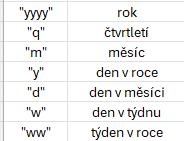 "yyyy" rok
"q" čtvrtletí
"m" měsíc
"y" den v roce
"d" den v měsíci
"w" den v týdnu
"ww" týden v roce